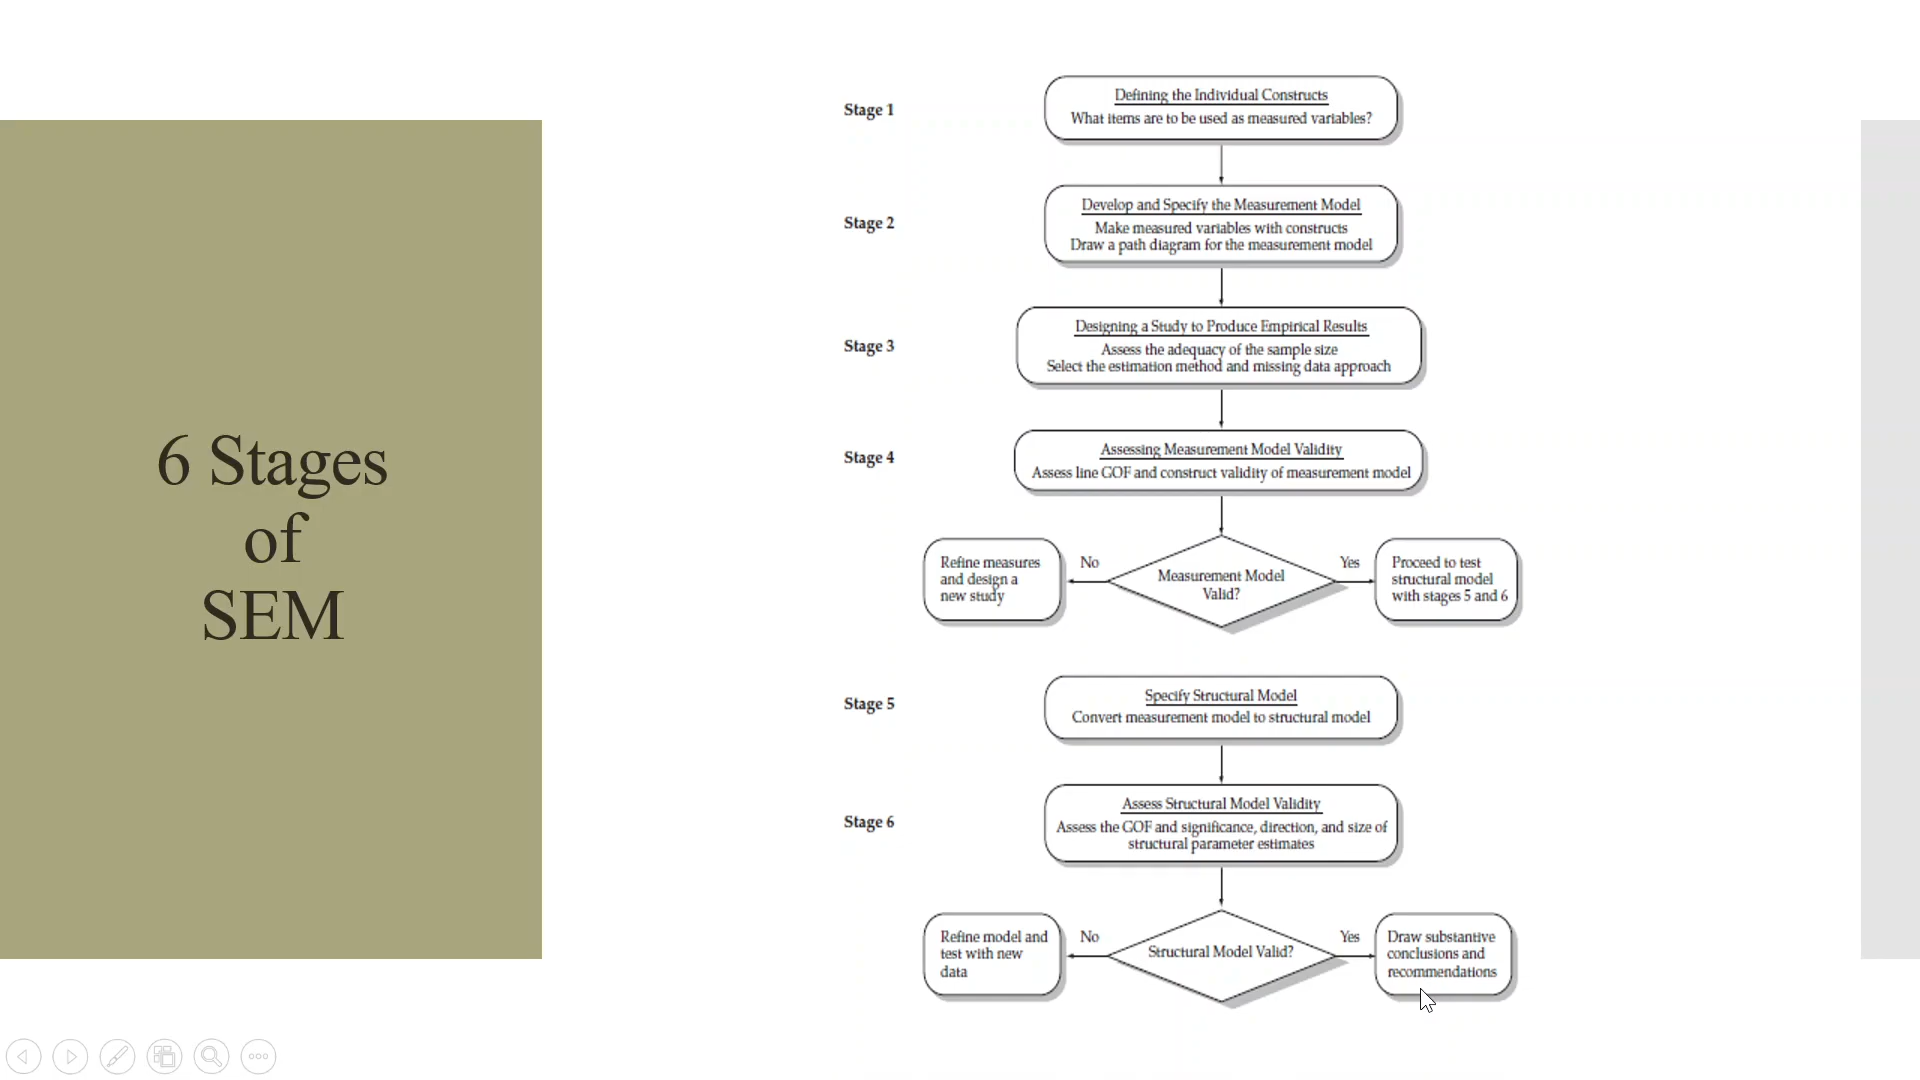 6 Stages
of
SEM
Stage 1
Defining the Individual Constructs
What items are to be used as measured variables?
Stage 2
Develop and Specify the Measurement Model
Make measured variables with constructs
Draw a path diagram for the measurement model
Stage 3
Designing a Study to Produce Empirical Results
Assess the adequacy of the sample size
Select the estimation method and missing data approach
Stage 4
Assessing Measurement Model Validity
Assess line GOF and construct validity of measurement model
Refine measures
and design a
new study
No
Measurement Model
Valid?
Yes
Proceed to test
structural model
with stages 5 and 6
Stage 5
Specify Structural Model
Convert measurement model to structural model
Stage 6
Assess Structural Model Validity
Assess the GOF and significance, direction, and size of
structural parameter estimates
Refine model and
test with new
data
No
Structural Model Valid?
Yes
Draw substantive
conclusions and
recommendations